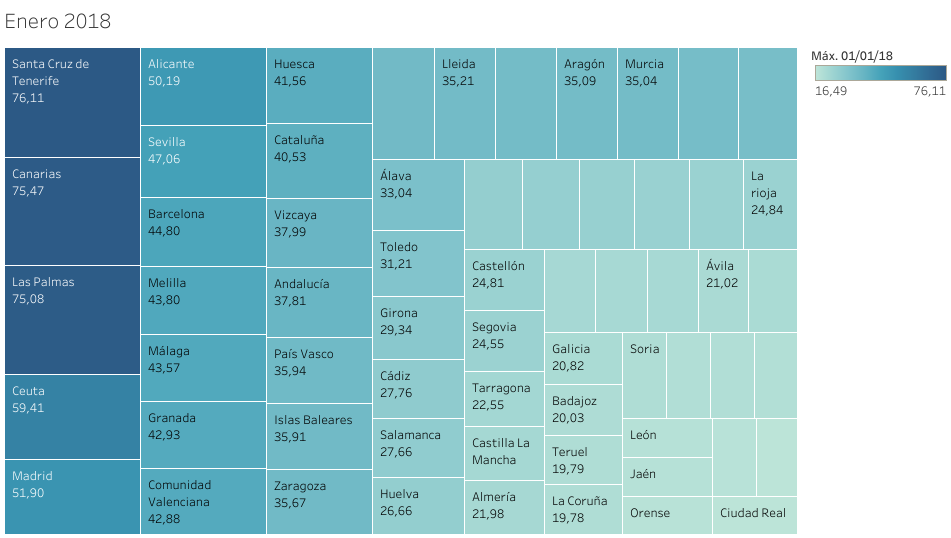 Enero 2018
Santa Cruz de
Tenerife
76,11
Canarias
75,47
Las Palmas
75,08
Ceuta
59,41
Madrid
51,90
Alicante
50,19
Sevilla
47,06
Barcelona
44,80
Melilla
43,80
Málaga
43,57
Granada
42,93
Comunidad
Valenciana
42,88
Huesca
41,56
Cataluña
40,53
Vizcaya
37,99
Andalucía
37,81
País Vasco
35,94
Islas Baleares
35,91
Zaragoza
35,67
Lleida
35,21
Aragón
35,09
Murcia
35,04
Álava
33,04
Toledo
31,21
Girona
29,34
Cádiz
27,76
Salamanca
27,66
Huelva
26,66
La
rioja
24,84
Castellón
24,81
Segovia
24,55
Tarragona
22,55
Castilla La
Mancha
Almería
21,98
Ávila
21,02
Galicia
20,82
Badajoz
20,03
Teruel
19,79
La Coruña
19,78
Soria
León
Jaén
Orense
Ciudad Real
Máx. 01/01/18
16,49 76,11